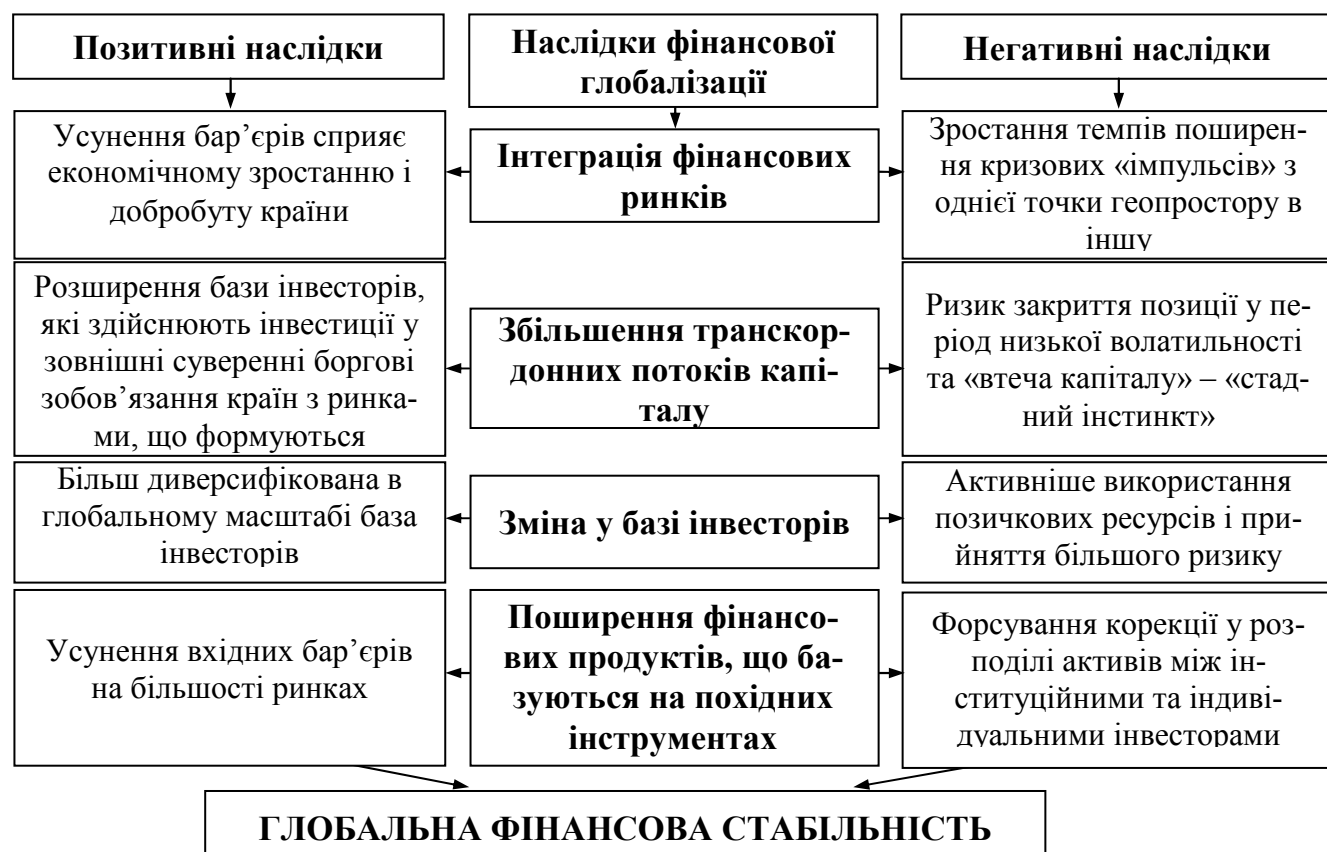 Позитивні наслідки
Наслідки фінансової
глобалізації
Негативні наслідки
Усунення бар’єрів сприяє
економічному зростанню і
добробуту країни
Інтеграція фінансових
ринків
Зростання темпів поширен-
ня кризових «імпульсів» з
однієї точки геопростору в
іншу
Розширення бази інвесторів,
які здійснюють інвестиції у
зовнішні суверенні боргові
зобов’язання країн з ринка-
ми, що формуються
Збільшення транскор-
донних потоків капі-
талу
Ризик закриття позиції у пе-
ріод низької волатильності
та «втеча капіталу» – «стад-
ний інстинкт»
Більш диверсифікована в
глобальному масштабі база
інвесторів
Зміна у базі інвесторів
Активніше використання
позичкових ресурсів і при-
йняття більшого ризику
Усунення вхідних бар’єрів
на більшості ринках
Поширення фінансо-
вих продуктів, що ба-
зуються на похідних
інструментах
Форсування корекції у роз-
поділі активів між ін-
ституційними та індиві-
дуальними інвесторами
ГЛОБАЛЬНА ФІНАНСОВА СТАБІЛЬНІСТЬ